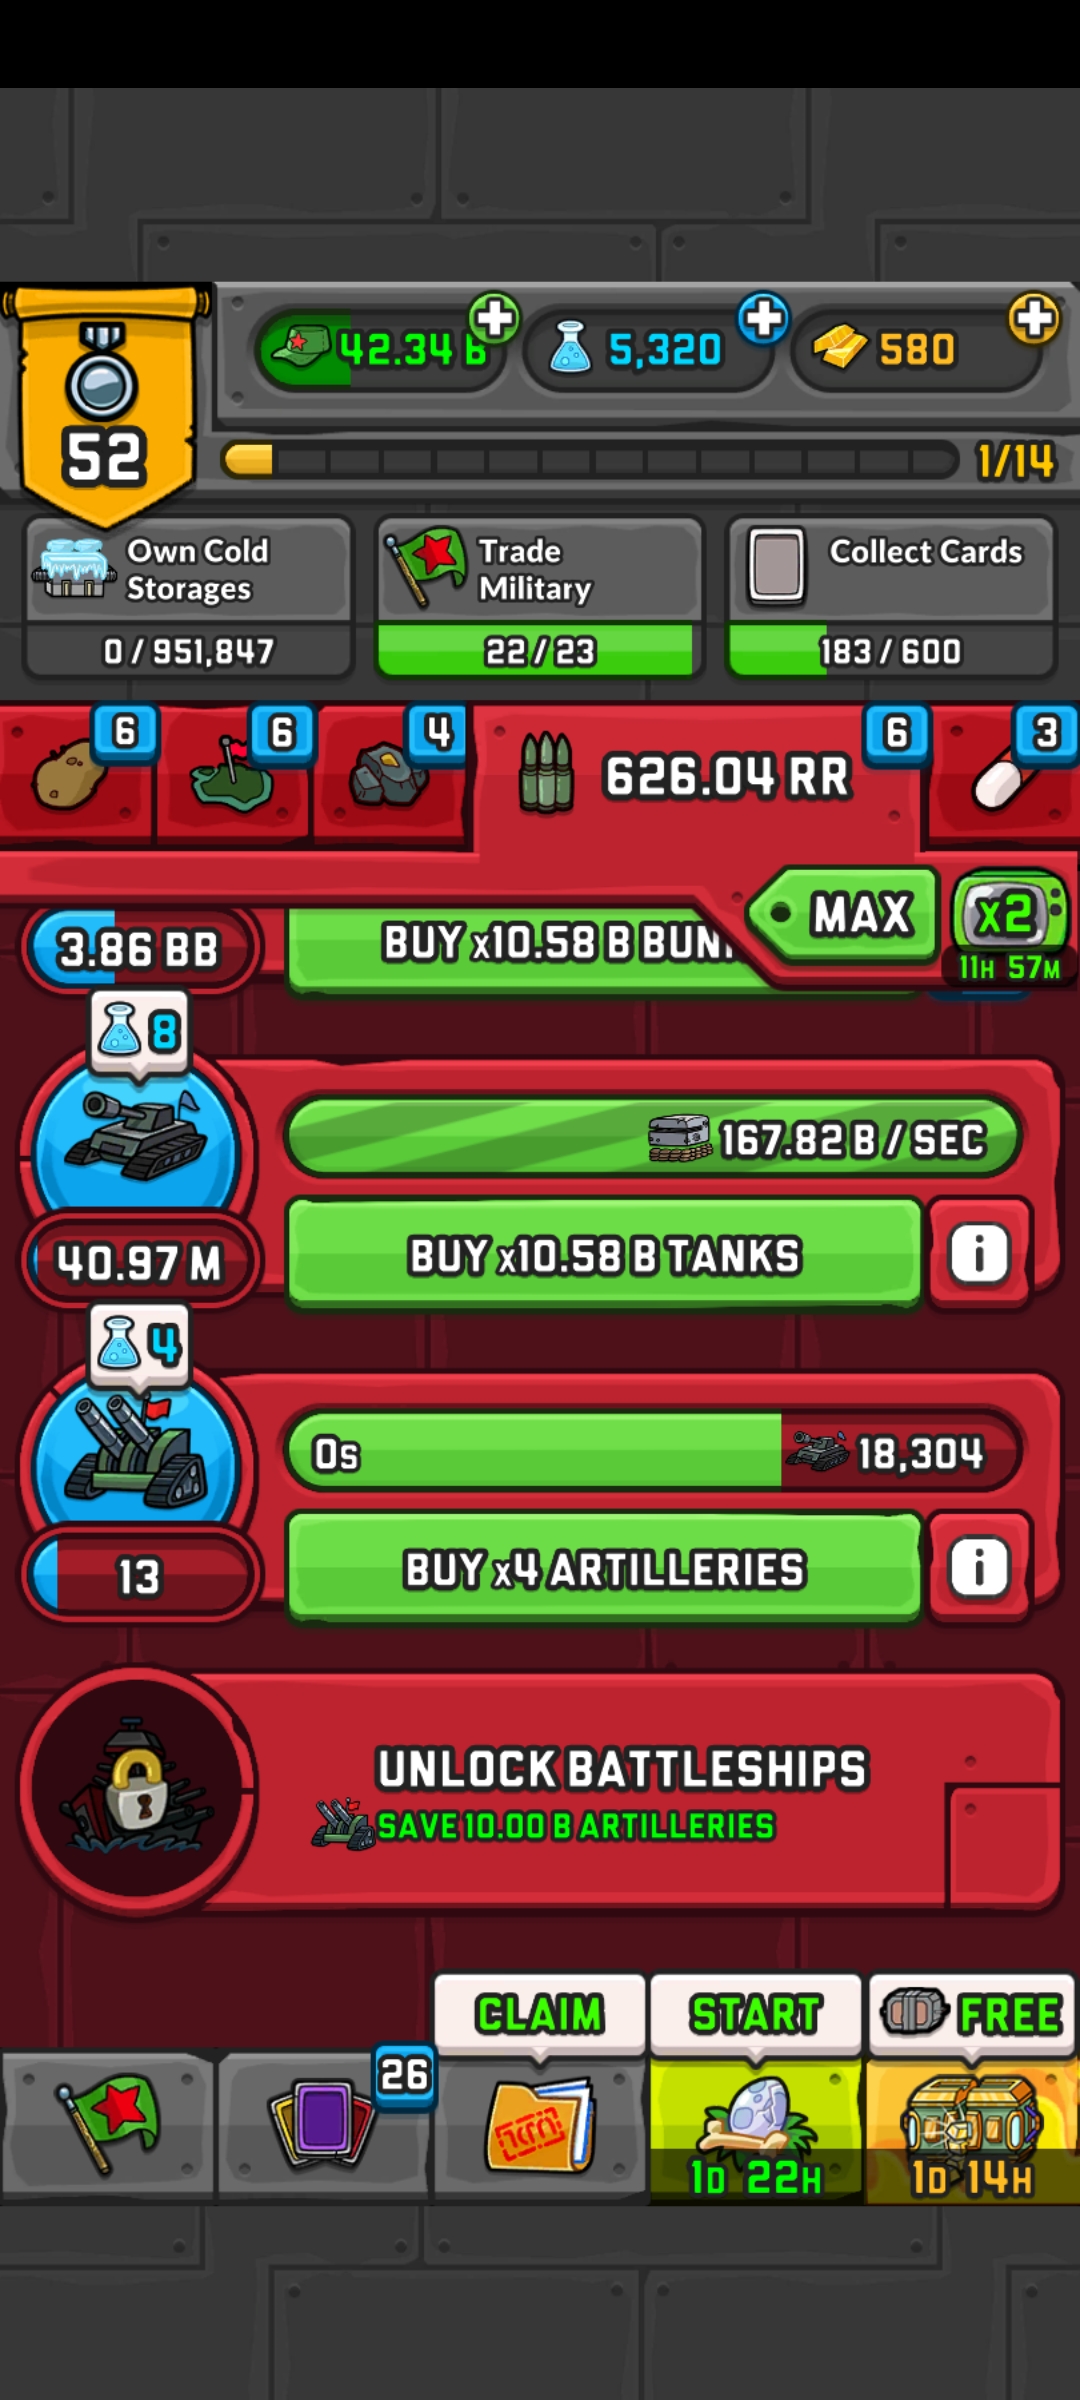 52
42.34 B
5,320
580
1/14
Own Cold
Storages
0 / 951,847
Trade
Military
22 / 23
Collect Cards
183 / 600
6
6
4
626.04 RR
6
3
MAX
x2
11H 57M
3.86 BB
BUY x10.58 B
8
167.82 B / SEC
40.97 M
BUY x10.58 B TANKS
i
4
0s
18,304
13
BUY x4 ARTILLERIES
i
UNLOCK BATTLESHIPS
SAVE 10.00 B ARTILLERIES
CLAIM
START
FREE
26
1D 22H
1D 14H